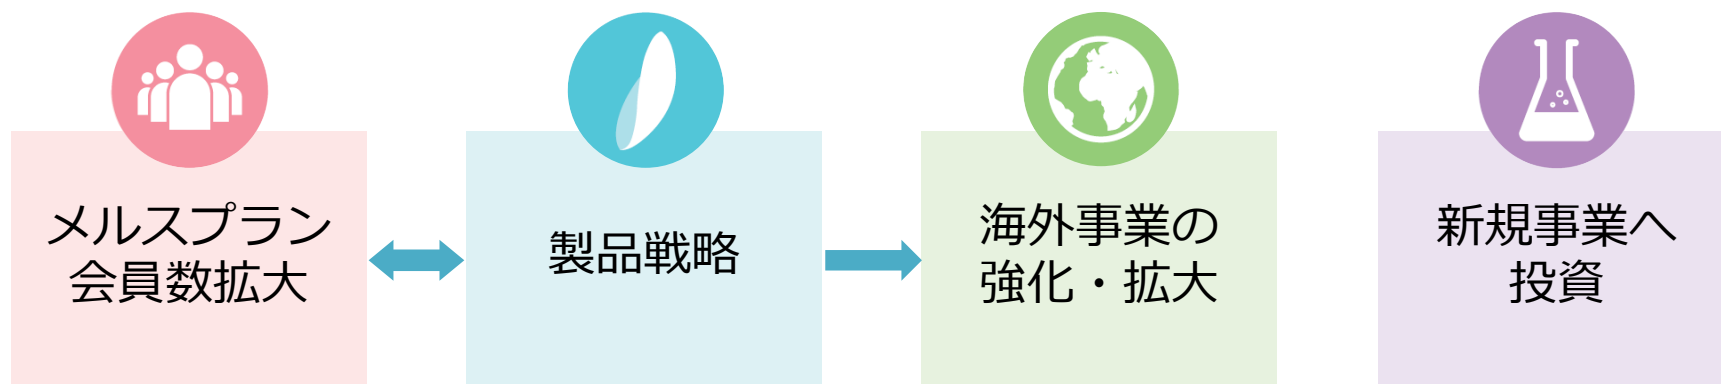 メルスプラン
会員数拡大
製品戦略
海外事業の
強化・拡大
新規事業へ
投資